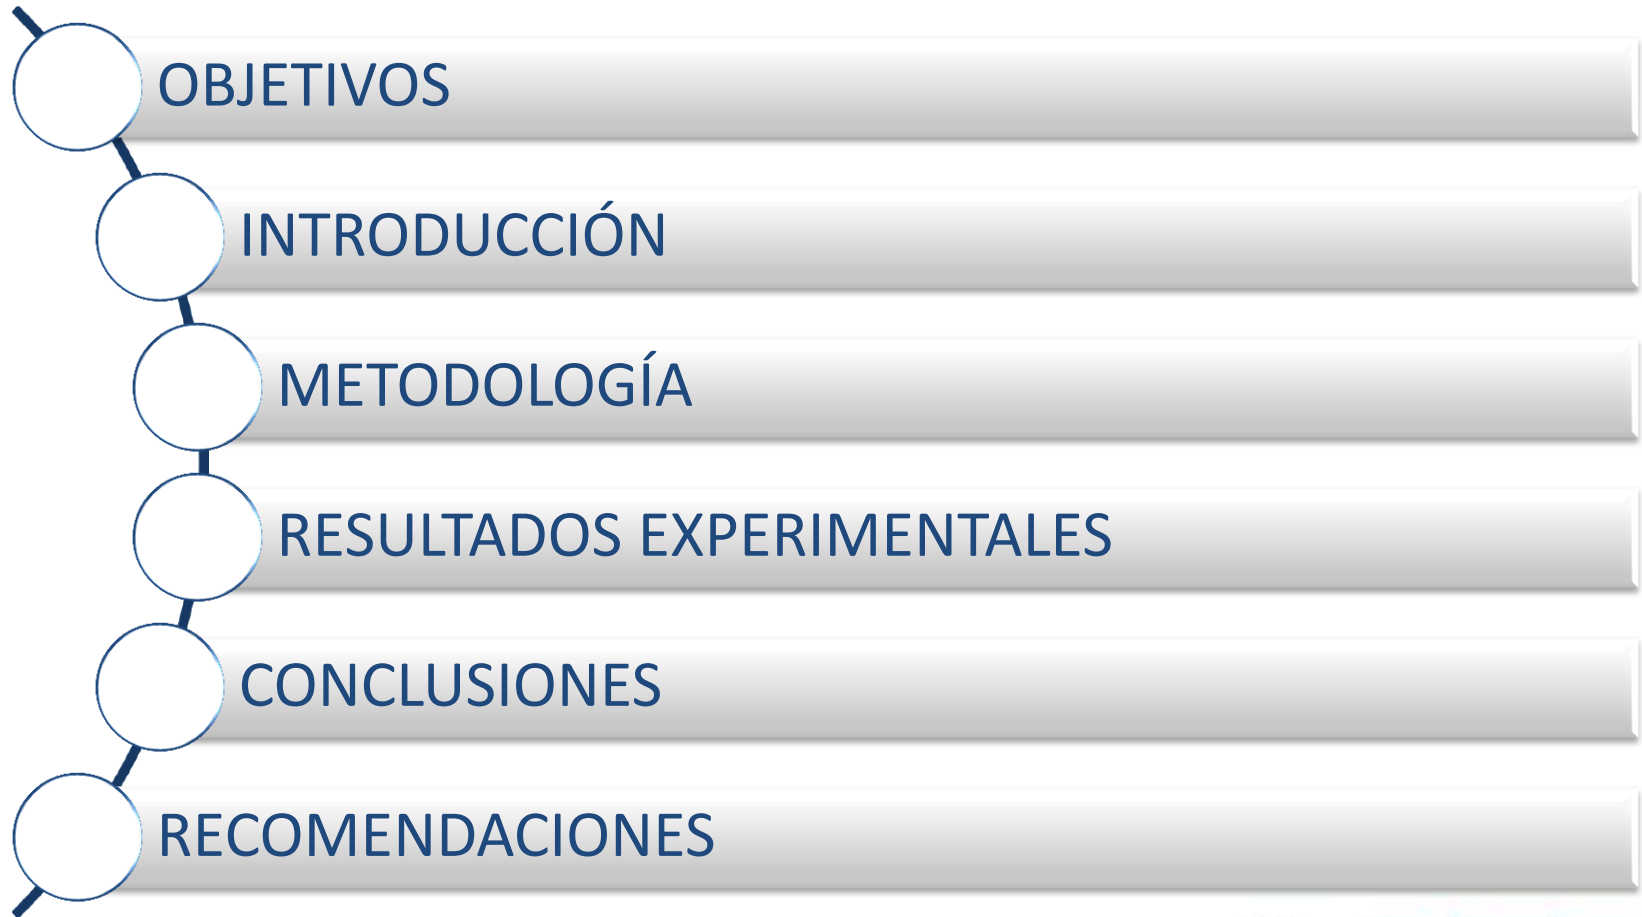 OBJETIVOS
INTRODUCCIÓN
METODOLOGÍA
RESULTADOS EXPERIMENTALES
CONCLUSIONES
RECOMENDACIONES